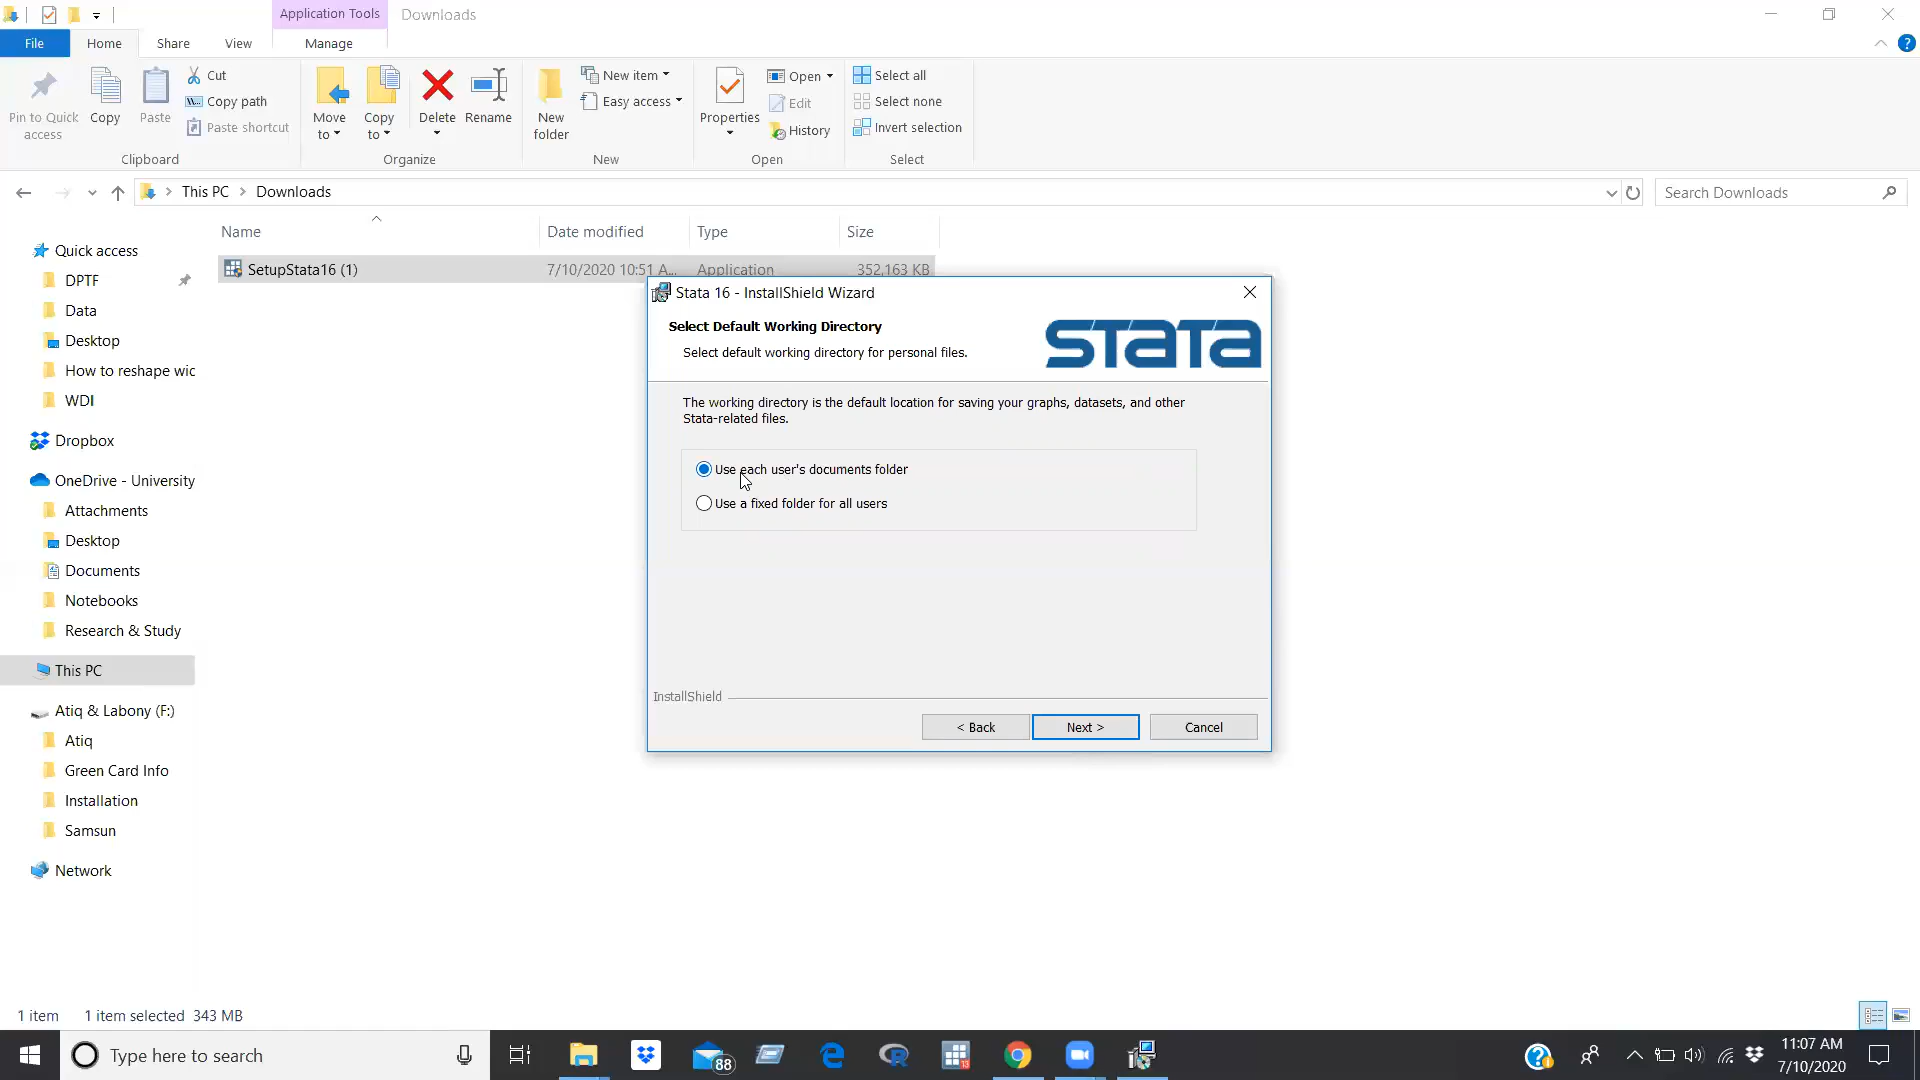 Application Tools
Downloads
File
Home
Share
View
Manage
Pin to Quick access
Copy
Paste
Cut
Copy path
Paste shortcut
Clipboard
Move to
Copy to
Delete
Rename
Organize
New folder
New item
Easy access
New
Properties
Open
Edit
History
Open
Select all
Select none
Invert selection
Select
This PC
Downloads
Search Downloads
Name
Date modified
Type
Size
SetupStata16 (1)
7/10/2020 10:51 A...
Application
352,163 KB
Quick access
DPTF
Data
Desktop
How to reshape wic
WDI
Dropbox
OneDrive - University
Attachments
Desktop
Documents
Notebooks
Research & Study
This PC
Atiq & Labony (F:)
Atiq
Green Card Info
Installation
Samsun
Network
Stata 16 - InstallShield Wizard
Select Default Working Directory
Select default working directory for personal files.
STATA
The working directory is the default location for saving your graphs, datasets, and other
Stata-related files.
Use each user's documents folder
Use a fixed folder for all users
InstallShield
< Back
Next >
Cancel
1 item
1 item selected 343 MB
Type here to search
88
11:07 AM
7/10/2020